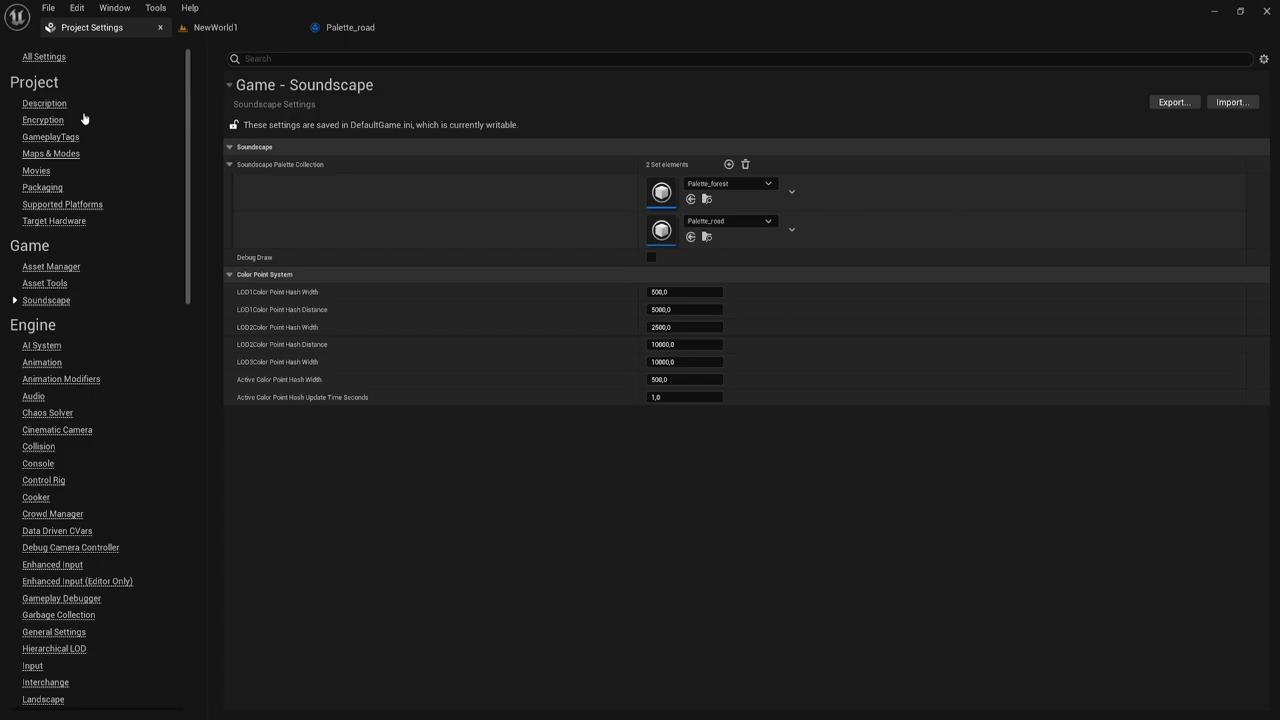 File Edit Window Tools Help
Project Settings NewWorld1 Palette_road
All Settings
Project
Description
Encryption
GameplayTags
Maps & Modes
Movies
Packaging
Supported Platforms
Target Hardware
Game
Asset Manager
Asset Tools
Soundscape
Engine
AI System
Animation
Animation Modifiers
Audio
Chaos Solver
Cinematic Camera
Collision
Console
Control Rig
Cooker
Crowd Manager
Data Driven CVars
Debug Camera Controller
Enhanced Input
Enhanced Input (Editor Only)
Gameplay Debugger
Garbage Collection
General Settings
Hierarchical LOD
Input
Interchange
Landscape
Search
Game - Soundscape
Soundscape Settings
Export... Import...
These settings are saved in DefaultGame.ini, which is currently writable.
Soundscape
Soundscape Palette Collection 2 Set elements
Palette_forest
Palette_road
Debug Draw
Color Point System
LOD1Color Point Hash Width 500,0
LOD1Color Point Hash Distance 5000,0
LOD2Color Point Hash Width 2500,0
LOD2Color Point Hash Distance 10000,0
LOD3Color Point Hash Width 10000,0
Active Color Point Hash Width 500,0
Active Color Point Hash Update Time Seconds 1,0